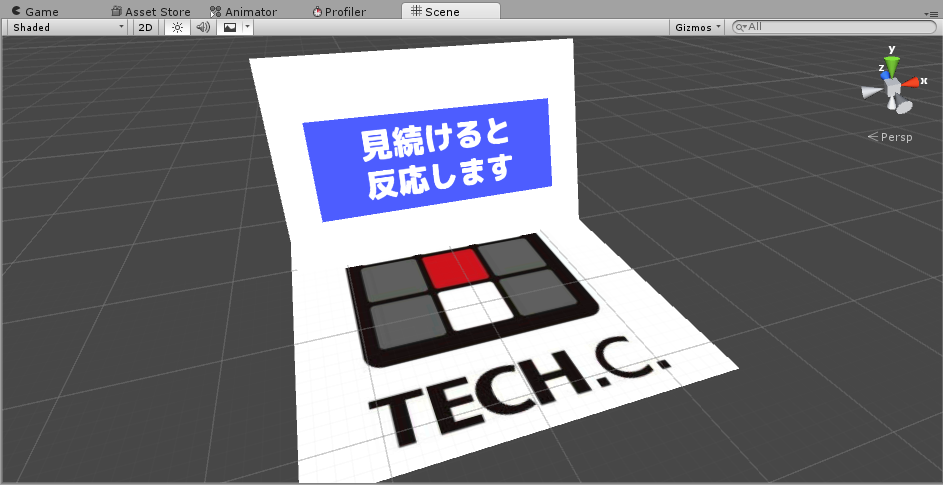 Game
Asset Store
Animator
Profiler
Scene
Shaded
2D
Gizmos
All
y
z
x
Persp
見続けると
反応します
TECH.C.